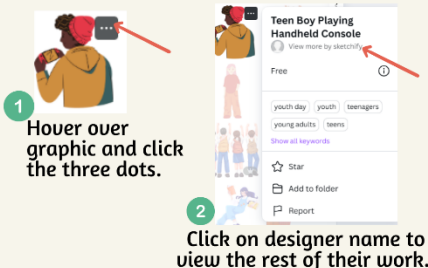 1
Hover over
graphic and click
the three dots.
Teen Boy Playing
Handheld Console
View more by sketchify
Free
youth day youth teenagers
young adults teens
Show all keywords
Star
Add to folder
Report
2
Click on designer name to
view the rest of their work.